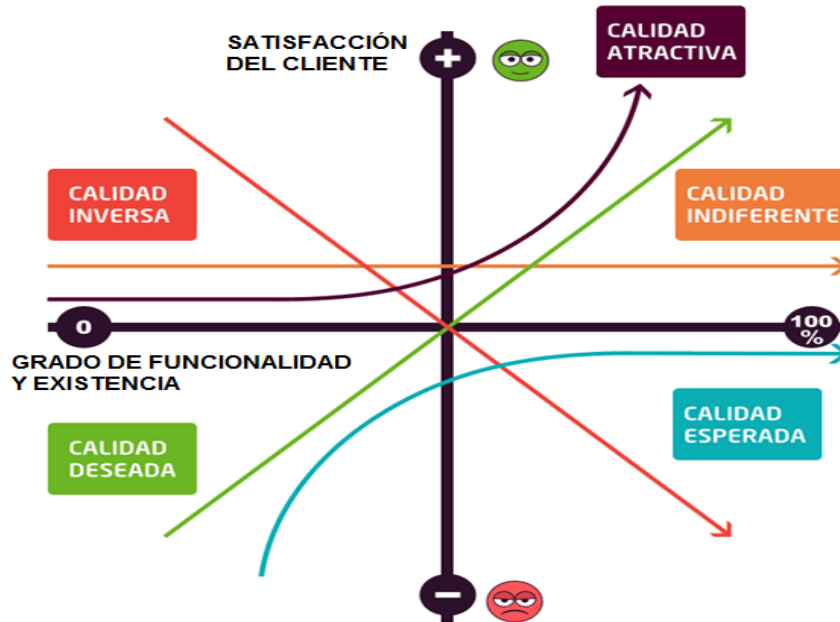 SATISFACCIÓN
DEL CLIENTE
+
CALIDAD
ATRACTIVA
CALIDAD
INVERSA
CALIDAD
INDIFERENTE
0
100
%
GRADO DE FUNCIONALIDAD
Y EXISTENCIA
CALIDAD
DESEADA
CALIDAD
ESPERADA
−